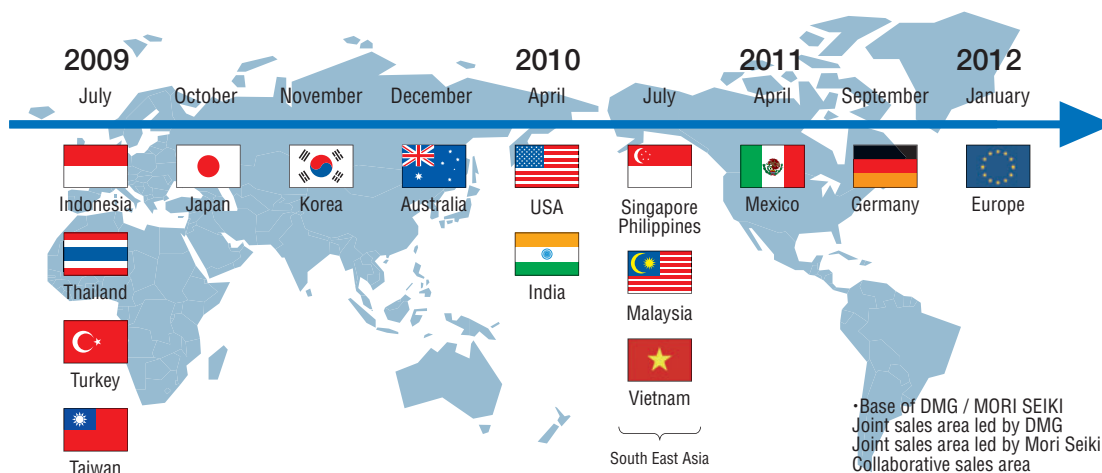 2009
2010
2011
2012
July
October
November
December
April
July
April
September
January
Indonesia
Japan
Korea
Australia
USA
Singapore
Philippines
Mexico
Germany
Europe
Thailand
India
Malaysia
Turkey
Vietnam
Taiwan
South East Asia
・Base of DMG / MORI SEIKI
Joint sales area led by DMG
Joint sales area led by Mori Seiki
Collaborative sales area